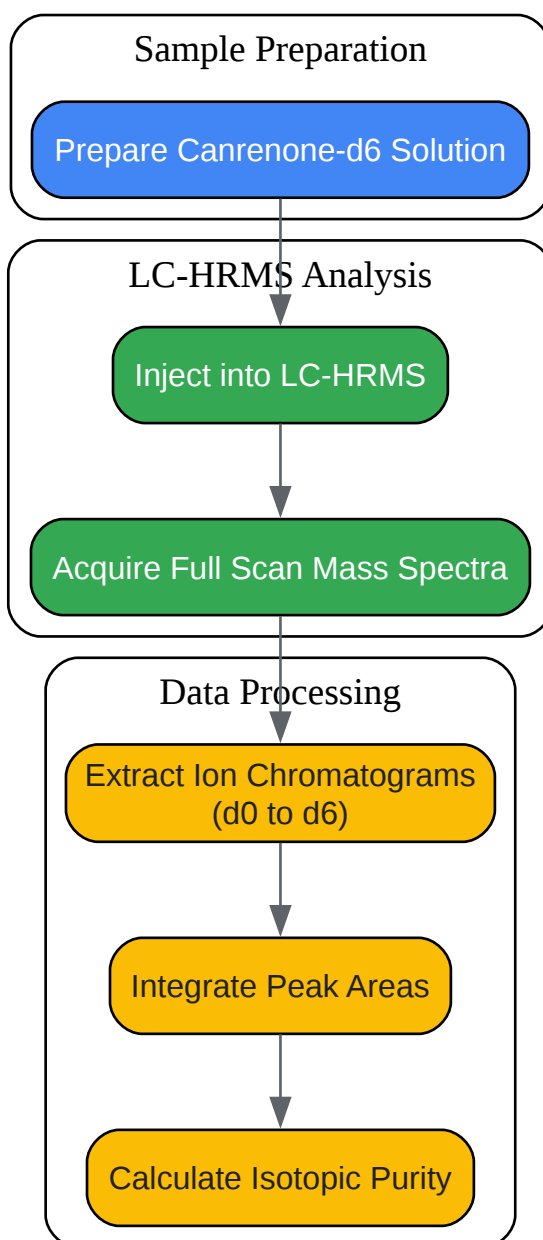 Sample Preparation
Prepare Canrenone-d6 Solution
LC-HRMS Analysis
Inject into LC-HRMS
Acquire Full Scan Mass Spectra
Data Processing
Extract Ion Chromatograms
(d0 to d6)
Integrate Peak Areas
Calculate Isotopic Purity